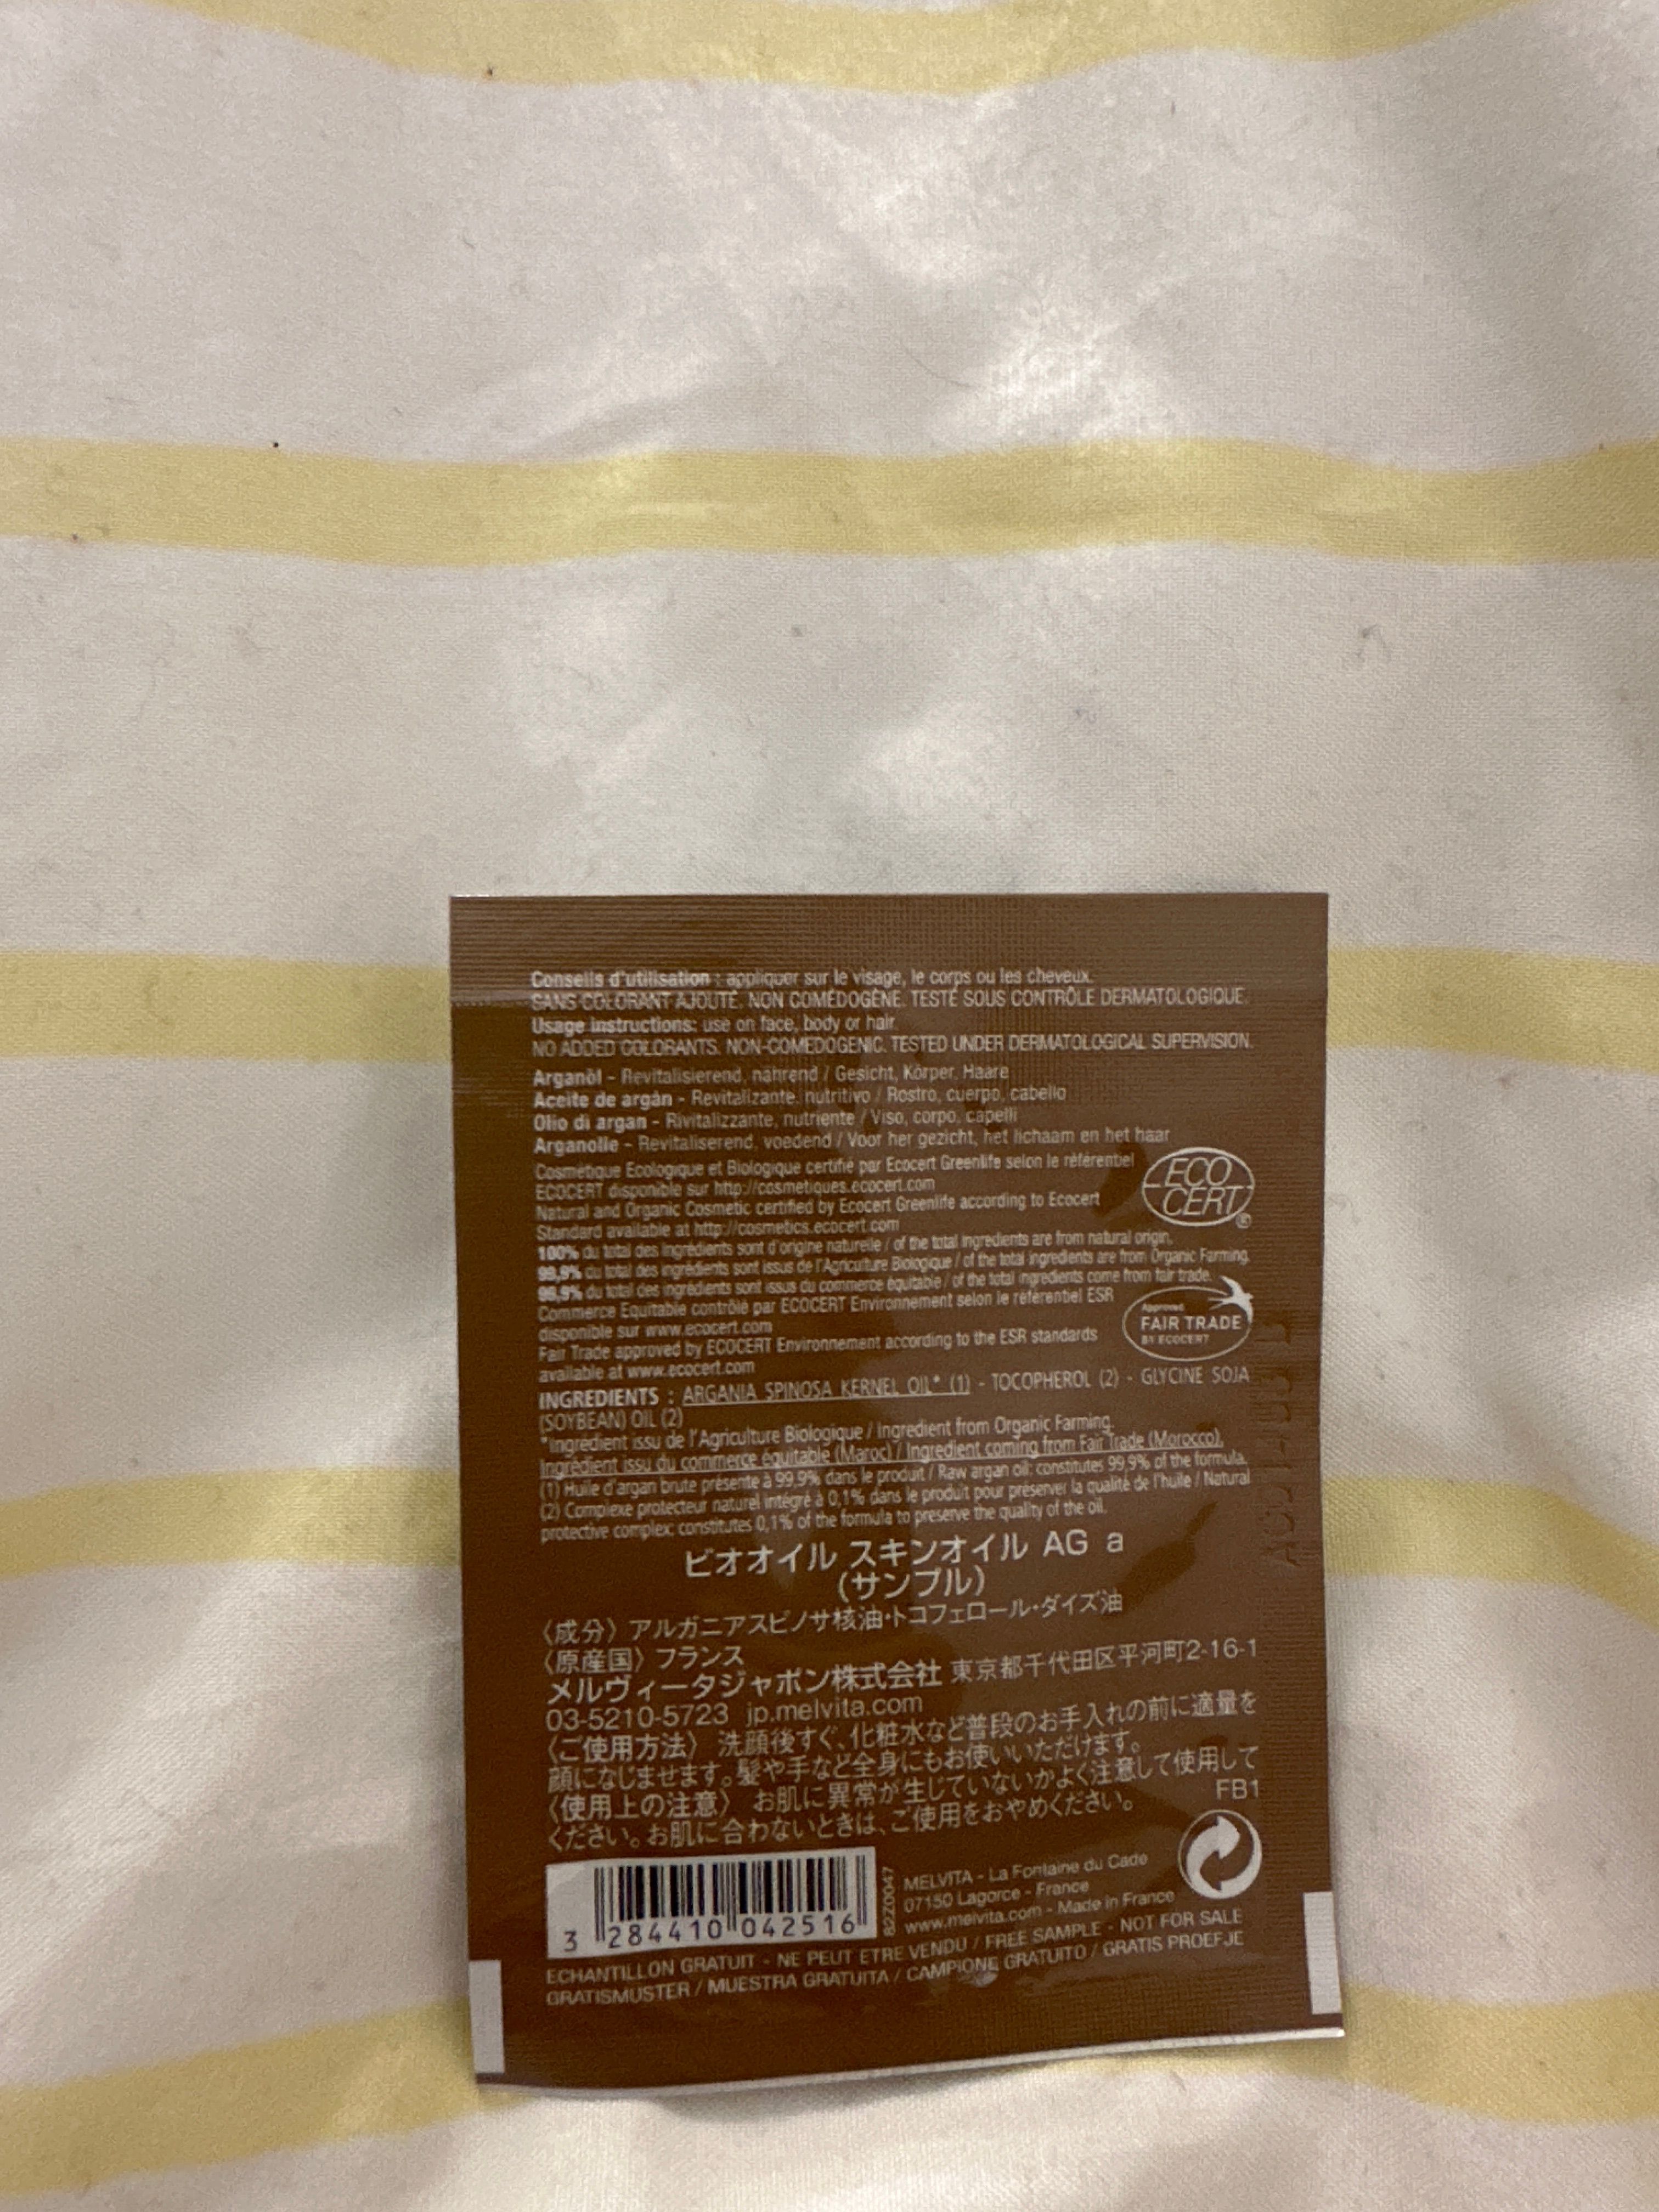 Conseils d'utilisation : appliquer sur le visage, le corps ou les cheveux.
SANS COLORANT AJOUTÉ. NON COMÉDOGÈNE. TESTÉ SOUS CONTRÔLE DERMATOLOGIQUE.
Usage instructions: use on face, body or hair.
NO ADDED COLORANTS. NON-COMEDOGENIC. TESTED UNDER DERMATOLOGICAL SUPERVISION.
Arganöl - Revitalisierend, nährend / Gesicht, Körper, Haare
Aceite de argán - Revitalizante, nutritivo / Rostro, cuerpo, cabello
Olio di argan - Rivitalizzante, nutriente / Viso, corpo, capelli
Arganolie - Revitaliserend, voedend / Voor her gezicht, het lichaam en het haar
Cosmétique Ecologique et Biologique certifié par Ecocert Greenlife selon le référentiel
ECOCERT disponible sur http://cosmetiques.ecocert.com
Natural and Organic Cosmetic certified by Ecocert Greenlife according to Ecocert
Standard available at http://cosmetics.ecocert.com
ECO
CERT®
100% du total des ingrédients sont d'origine naturelle / of the total ingredients are from natural origin.
99,9% du total des ingrédients sont issus de l'Agriculture Biologique / of the total ingredients are from Organic Farming.
99,9% du total des ingrédients sont issus du commerce équitable / of the total ingredients come from fair trade.
Commerce Equitable contrôlé par ECOCERT Environnement selon le référentiel ESR
disponible sur www.ecocert.com
Fair Trade approved by ECOCERT Environnement according to the ESR standards
available at www.ecocert.com
Approved
FAIR TRADE
BY ECOCERT
INGREDIENTS : ARGANIA SPINOSA KERNEL OIL* (1) - TOCOPHEROL (2) - GLYCINE SOJA
(SOYBEAN) OIL (2)
*Ingrédient issu de l'Agriculture Biologique / Ingredient from Organic Farming.
Ingrédient issu du commerce équitable (Maroc) / Ingredient coming from Fair Trade (Morocco).
(1) Huile d'argan brute présente à 99,9% dans le produit / Raw argan oil: constitutes 99,9% of the formula.
(2) Complexe protecteur naturel intégré à 0,1% dans le produit pour préserver la qualité de l'huile / Natural
protective complex: constitutes 0,1% of the formula to preserve the quality of the oil.
ビオオイル スキンオイル AG a
(サンプル)
〈成分〉アルガニアスピノサ核油・トコフェロール・ダイズ油
〈原産国〉フランス
メルヴィータジャポン株式会社 東京都千代田区平河町2-16-1
03-5210-5723 jp.melvita.com
〈ご使用方法〉 洗顔後すぐ、化粧水など普段のお手入れの前に適量を
顔になじませます。髪や手など全身にもお使いいただけます。
〈使用上の注意〉 お肌に異常が生じていないかよく注意して使用して
ください。お肌に合わないときは、ご使用をおやめください。
FB1
3 284410 042516
82Z0047
MELVITA - La Fontaine du Cade
07150 Lagorce - France
www.melvita.com - Made in France
ECHANTILLON GRATUIT - NE PEUT ETRE VENDU / FREE SAMPLE - NOT FOR SALE
GRATISMUSTER / MUESTRA GRATUITA / CAMPIONE GRATUITO / GRATIS PROEFJE